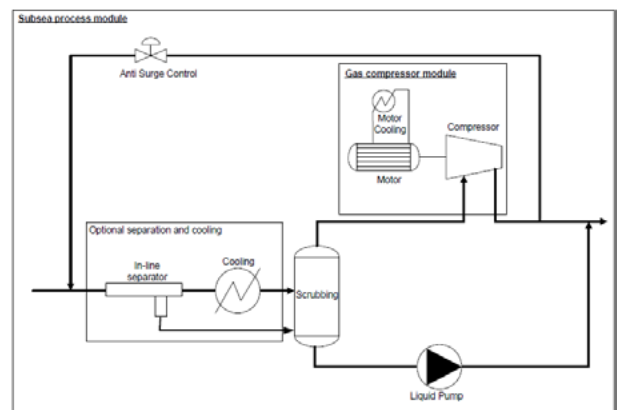 Subsea process module
Anti Surge Control
Gas compressor module
Motor
Cooling
Compressor
Motor
Optional separation and cooling
In-line
separator
Cooling
Scrubbing
Liquid Pump